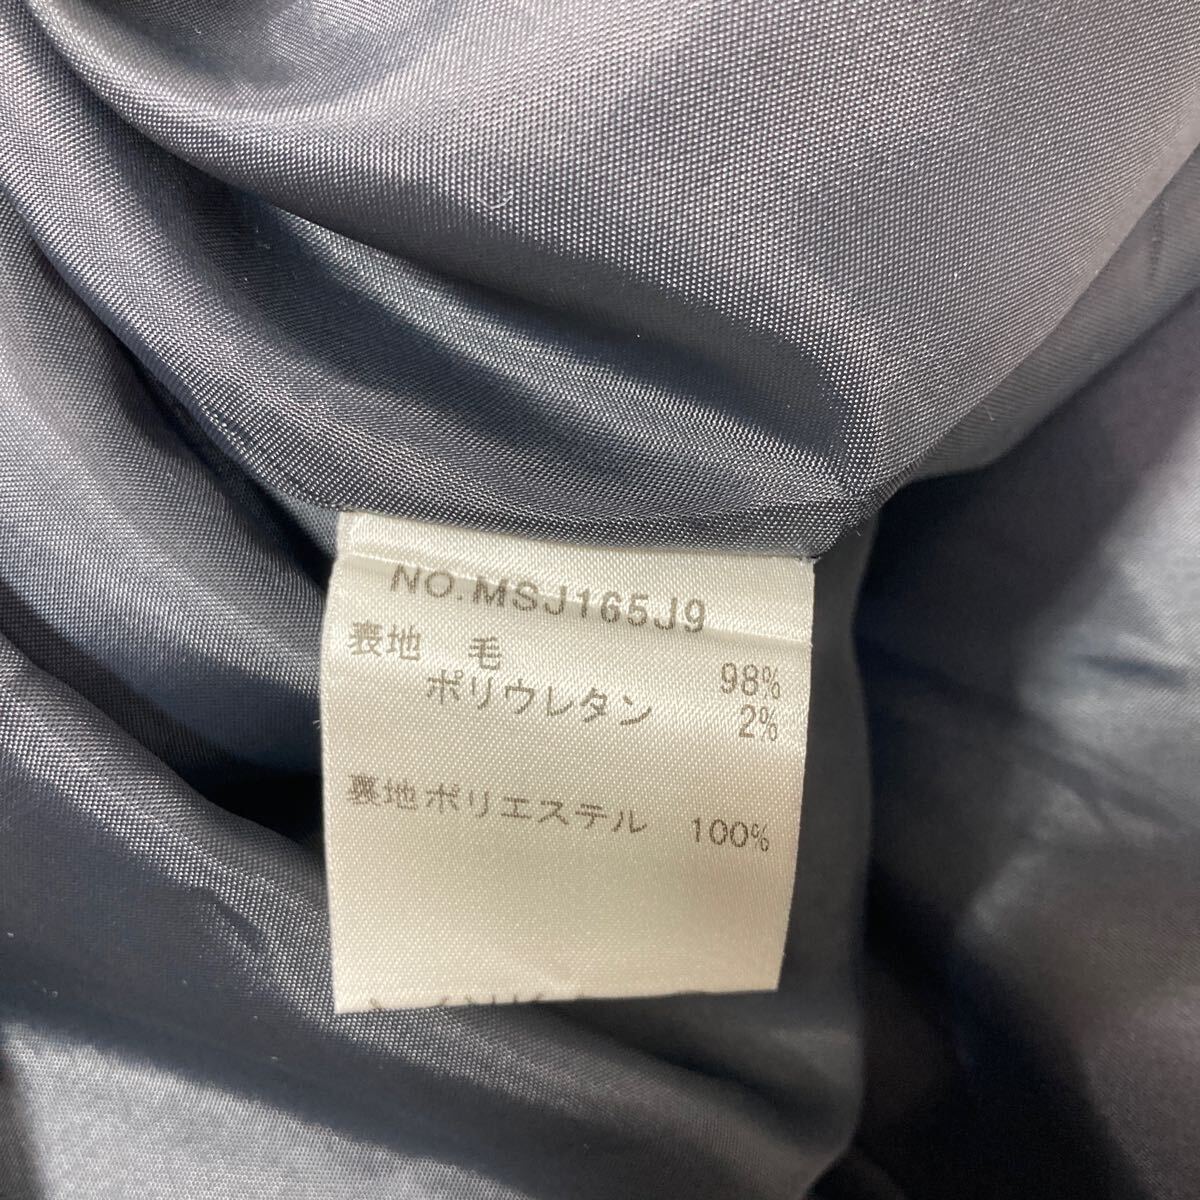 NO.MSJ165J9
表地 毛 98%
ポリウレタン 2%
裏地ポリエステル 100%